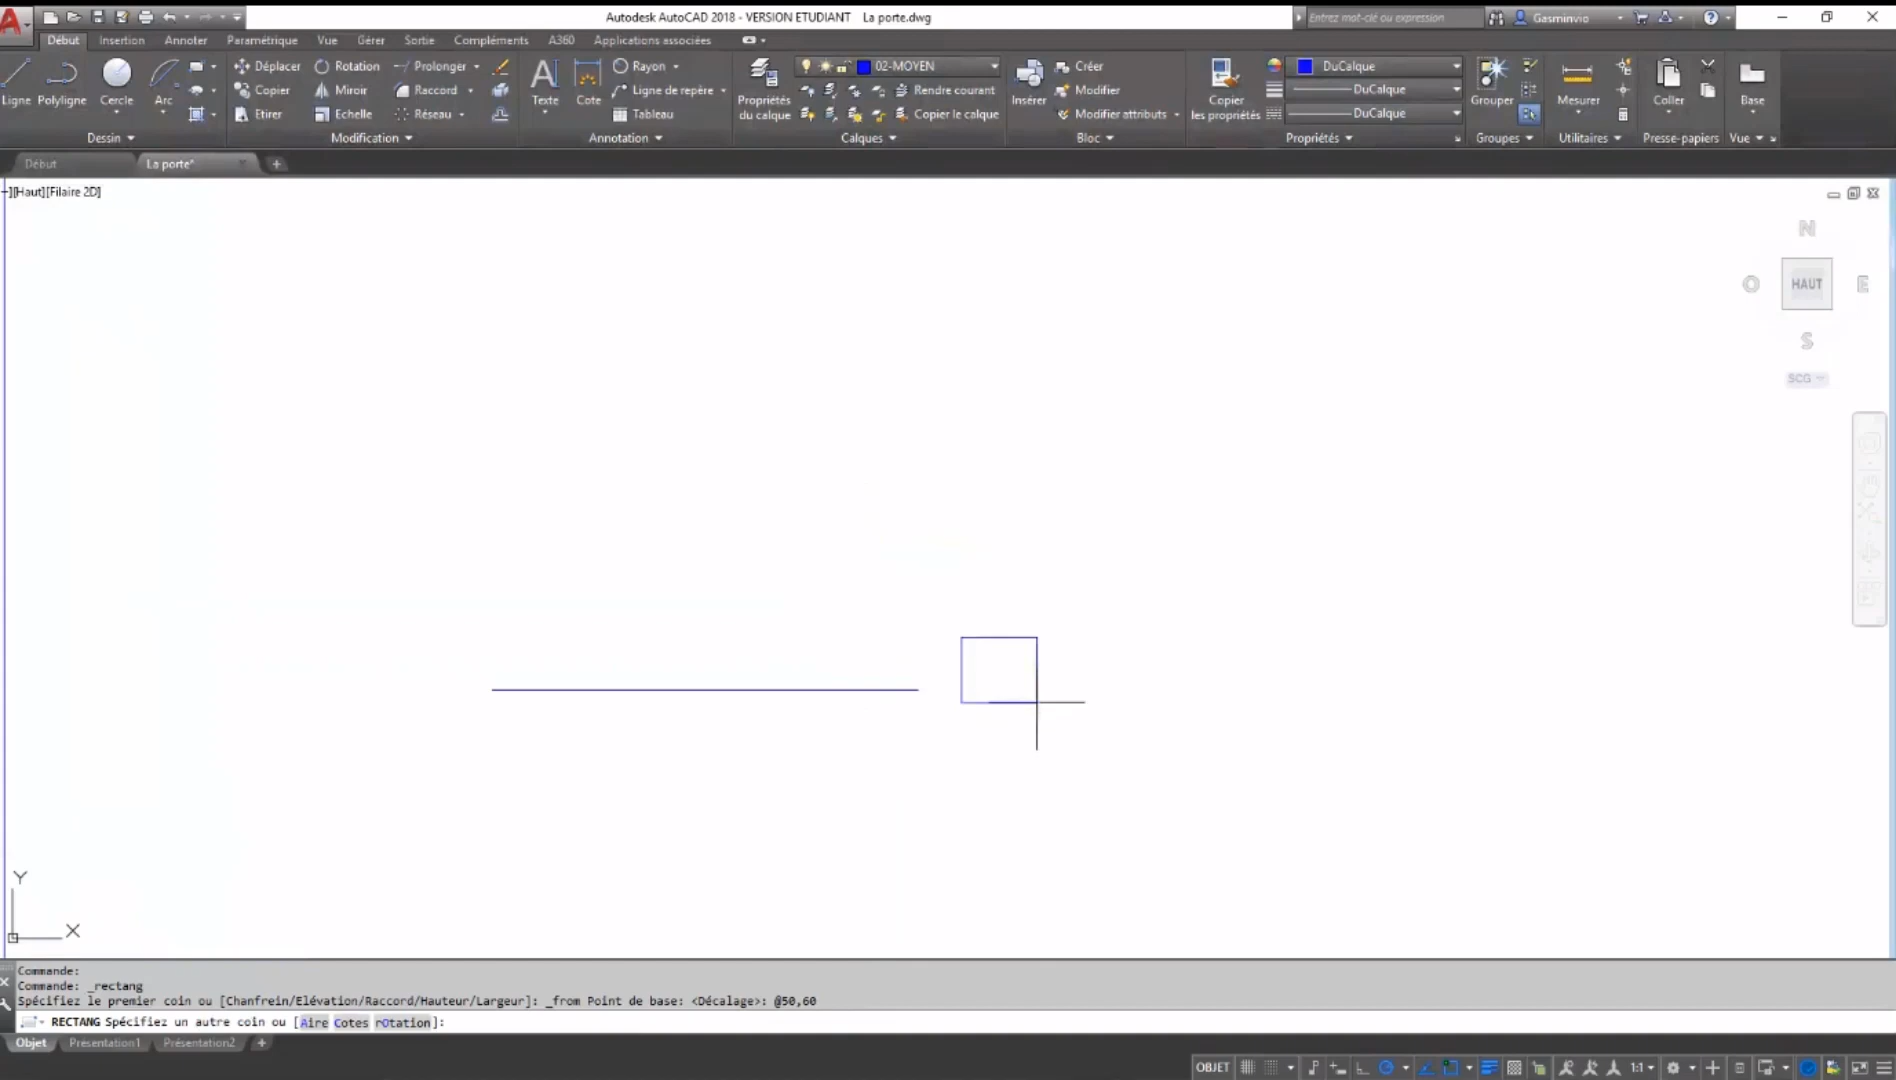 Autodesk AutoCAD 2018 - VERSION ETUDIANT La porte.dwg
Entrez mot-clé ou expression
Gasminvio
Début Insertion Annoter Paramétrique Vue Gérer Sortie Compléments A360 Applications associées
Déplacer Rotation Prolonger Rayon 02-MOYEN Créer DuCalque
Ligne Polyligne Cercle Arc Copier Miroir Raccord Texte Cote Ligne de repère Propriétés du calque Rendre courant Insérer Modifier Copier les propriétés DuCalque Grouper Mesurer Coller Base
Etirer Echelle Réseau Tableau Copier le calque Modifier attributs DuCalque
Dessin Modification Annotation Calques Bloc Propriétés Groupes Utilitaires Presse-papiers Vue
Début La porte*
][Haut][Filaire 2D]
N
O HAUT E
S
SCG
Y
X
Commande:
Commande: _rectang
Spécifiez le premier coin ou [Chanfrein/Elévation/Raccord/Hauteur/Largeur]: _from Point de base: <Décalage>: @50,60
RECTANG Spécifiez un autre coin ou [Aire Cotes rOtation]:
Objet Présentation1 Présentation2
OBJET 1:1